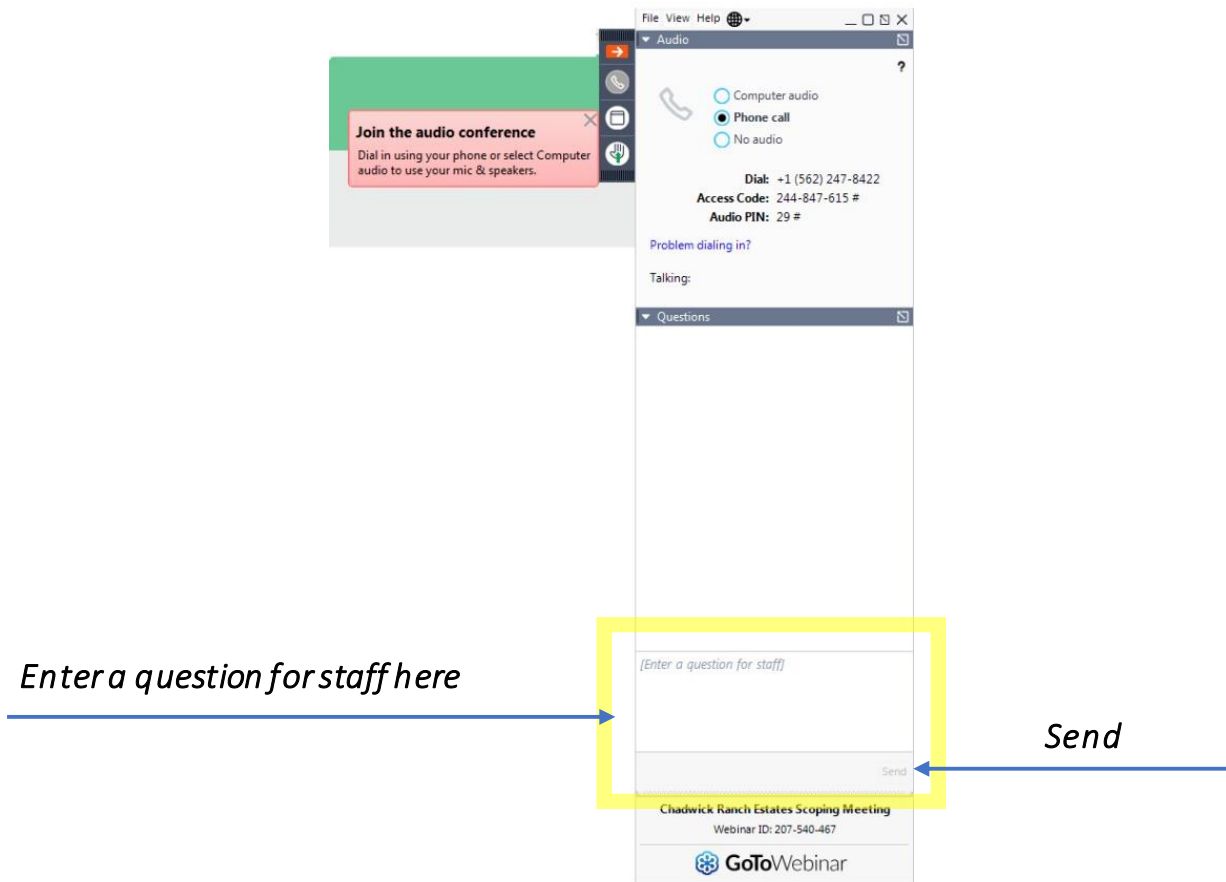 File View Help
Audio
?
Computer audio
Phone call
No audio
Join the audio conference
Dial in using your phone or select Computer
audio to use your mic & speakers.
Dial: +1 (562) 247-8422
Access Code: 244-847-615 #
Audio PIN: 29 #
Problem dialing in?
Talking:
Questions
[Enter a question for staff]
Enter a question for staff here
Send
Send
Chadwick Ranch Estates Scoping Meeting
Webinar ID: 207-540-467
GoToWebinar